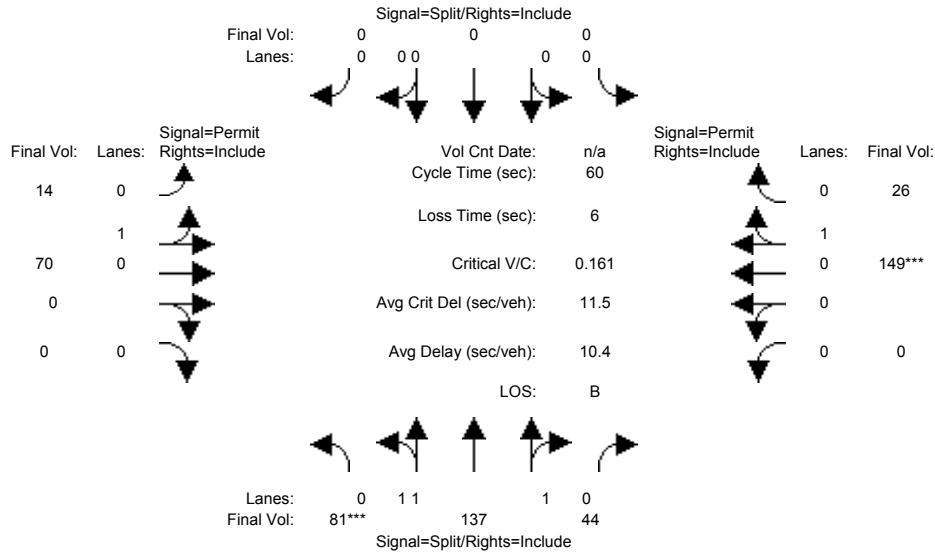 Signal=Split/Rights=Include
Final Vol: 0 0 0
Lanes: 0 0 0 0 0
Signal=Permit Signal=Permit
Final Vol: Lanes: Rights=Include Vol Cnt Date: n/a Rights=Include Lanes: Final Vol:
Cycle Time (sec): 60
14 0 0 26
Loss Time (sec): 6
1 1
70 0 Critical V/C: 0.161 0 149***
0 Avg Crit Del (sec/veh): 11.5 0
0 0 Avg Delay (sec/veh): 10.4 0 0
LOS: B
Lanes: 0 1 1 1 0
Final Vol: 81*** 137 44
Signal=Split/Rights=Include